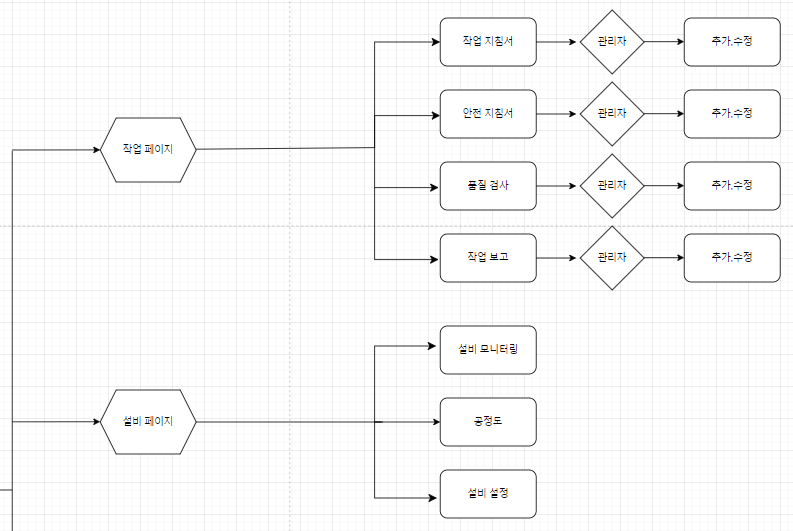 작업 페이지
작업 지침서
관리자
추가,수정
안전 지침서
관리자
추가,수정
품질 검사
관리자
추가,수정
작업 보고
관리자
추가,수정
설비 페이지
설비 모니터링
공정도
설비 설정